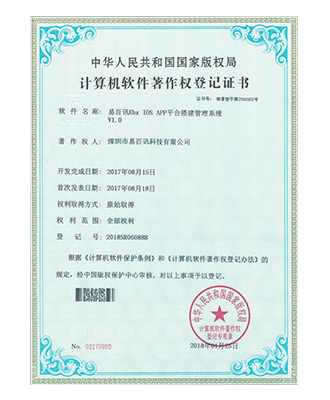 中华人民共和国国家版权局
计算机软件著作权登记证书
证书号：
软件名称： 易百讯Ebx IOS APP平台搭建管理系统
V1.0
著作权人： 深圳市易百讯科技有限公司
开发完成日期： 2017年08月15日
首次发表日期： 2017年08月18日
权利取得方式： 原始取得
权利范围： 全部权利
登记号： 2018SR060888
根据《计算机软件保护条例》和《计算机软件著作权登记办法》的
规定，经中国版权保护中心审核，对以上事项予以登记。
中华人民共和国国家版权局
计算机软件著作权
登记专用章
No.
2018年01月25日